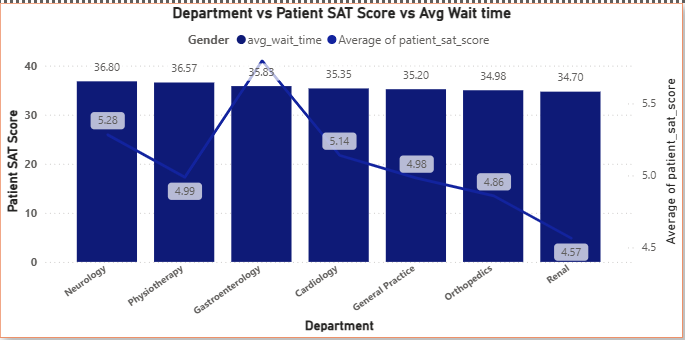 Department vs Patient SAT Score vs Avg Wait time
Gender avg_wait_time Average of patient_sat_score
Patient SAT Score
40
30
20
10
0
36.80
36.57
35.83
35.35
35.20
34.98
34.70
5.28
4.99
5.14
4.98
4.86
4.57
5.5
5.0
4.5
Average of patient_sat_score
Neurology
Physiotherapy
Gastroenterology
Cardiology
General Practice
Orthopedics
Renal
Department